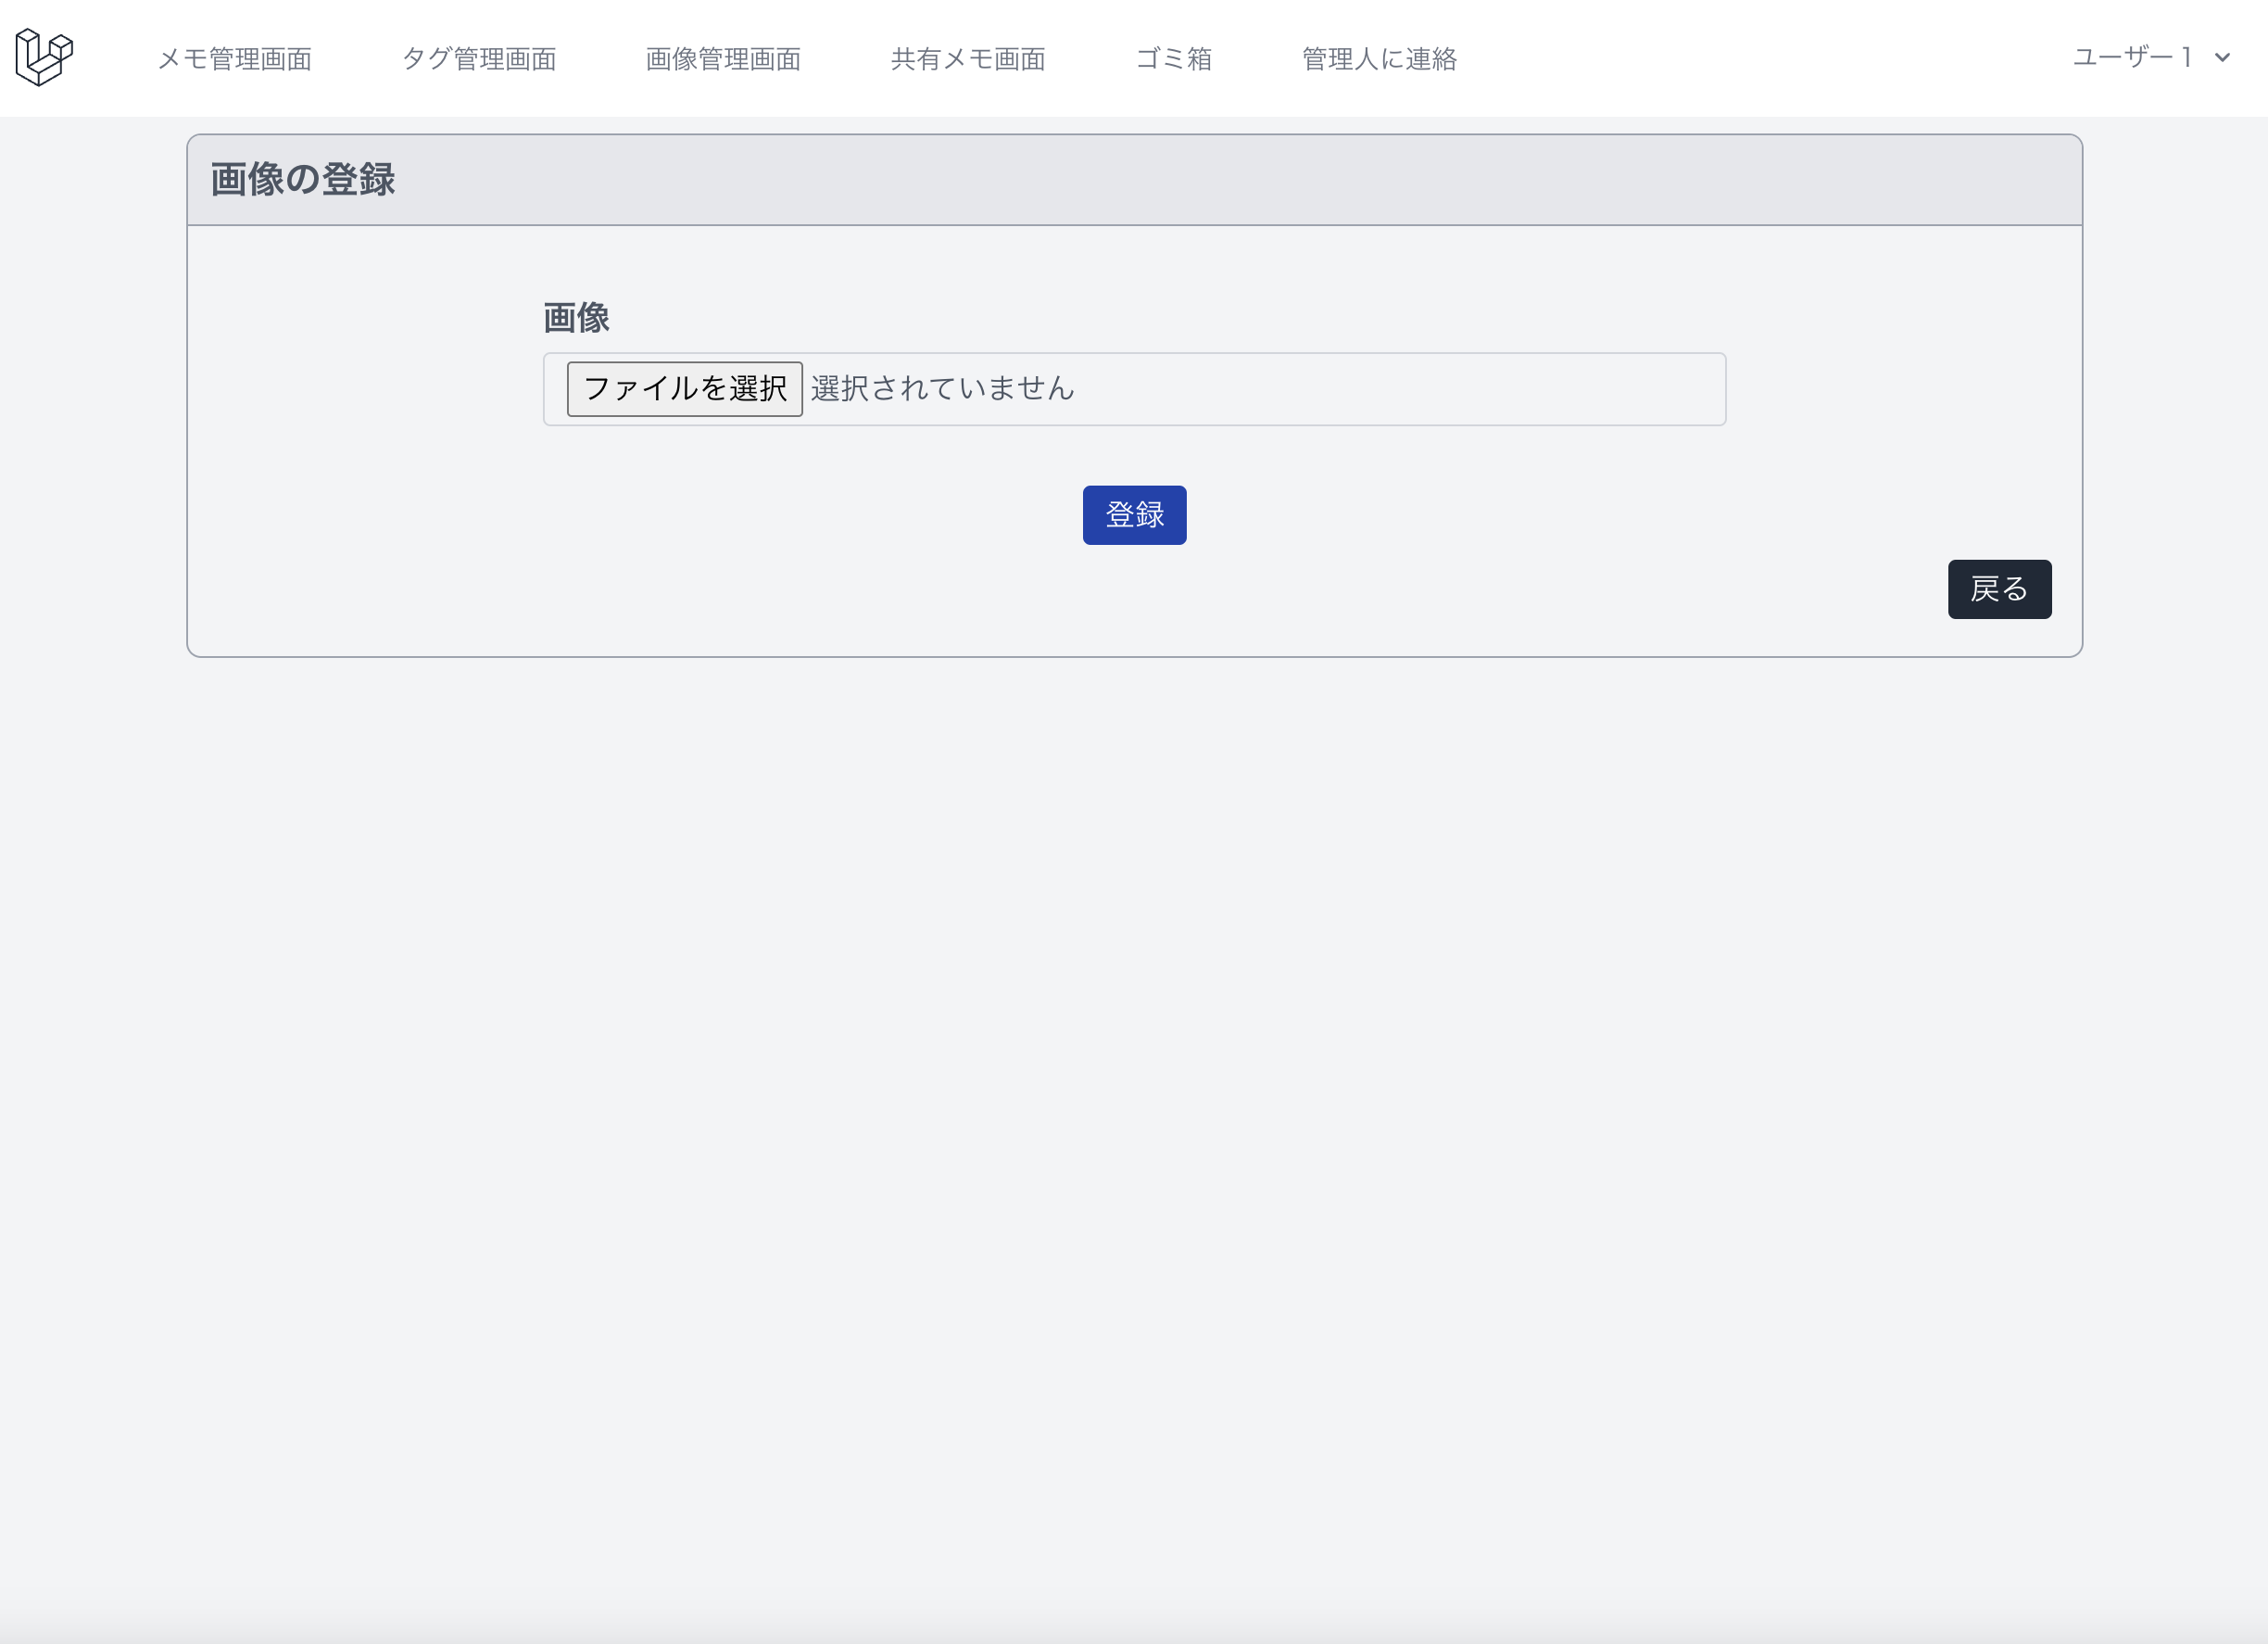 メモ管理画面 タグ管理画面 画像管理画面 共有メモ画面 ゴミ箱 管理人に連絡 ユーザー1
画像の登録
画像
ファイルを選択 選択されていません
登録
戻る